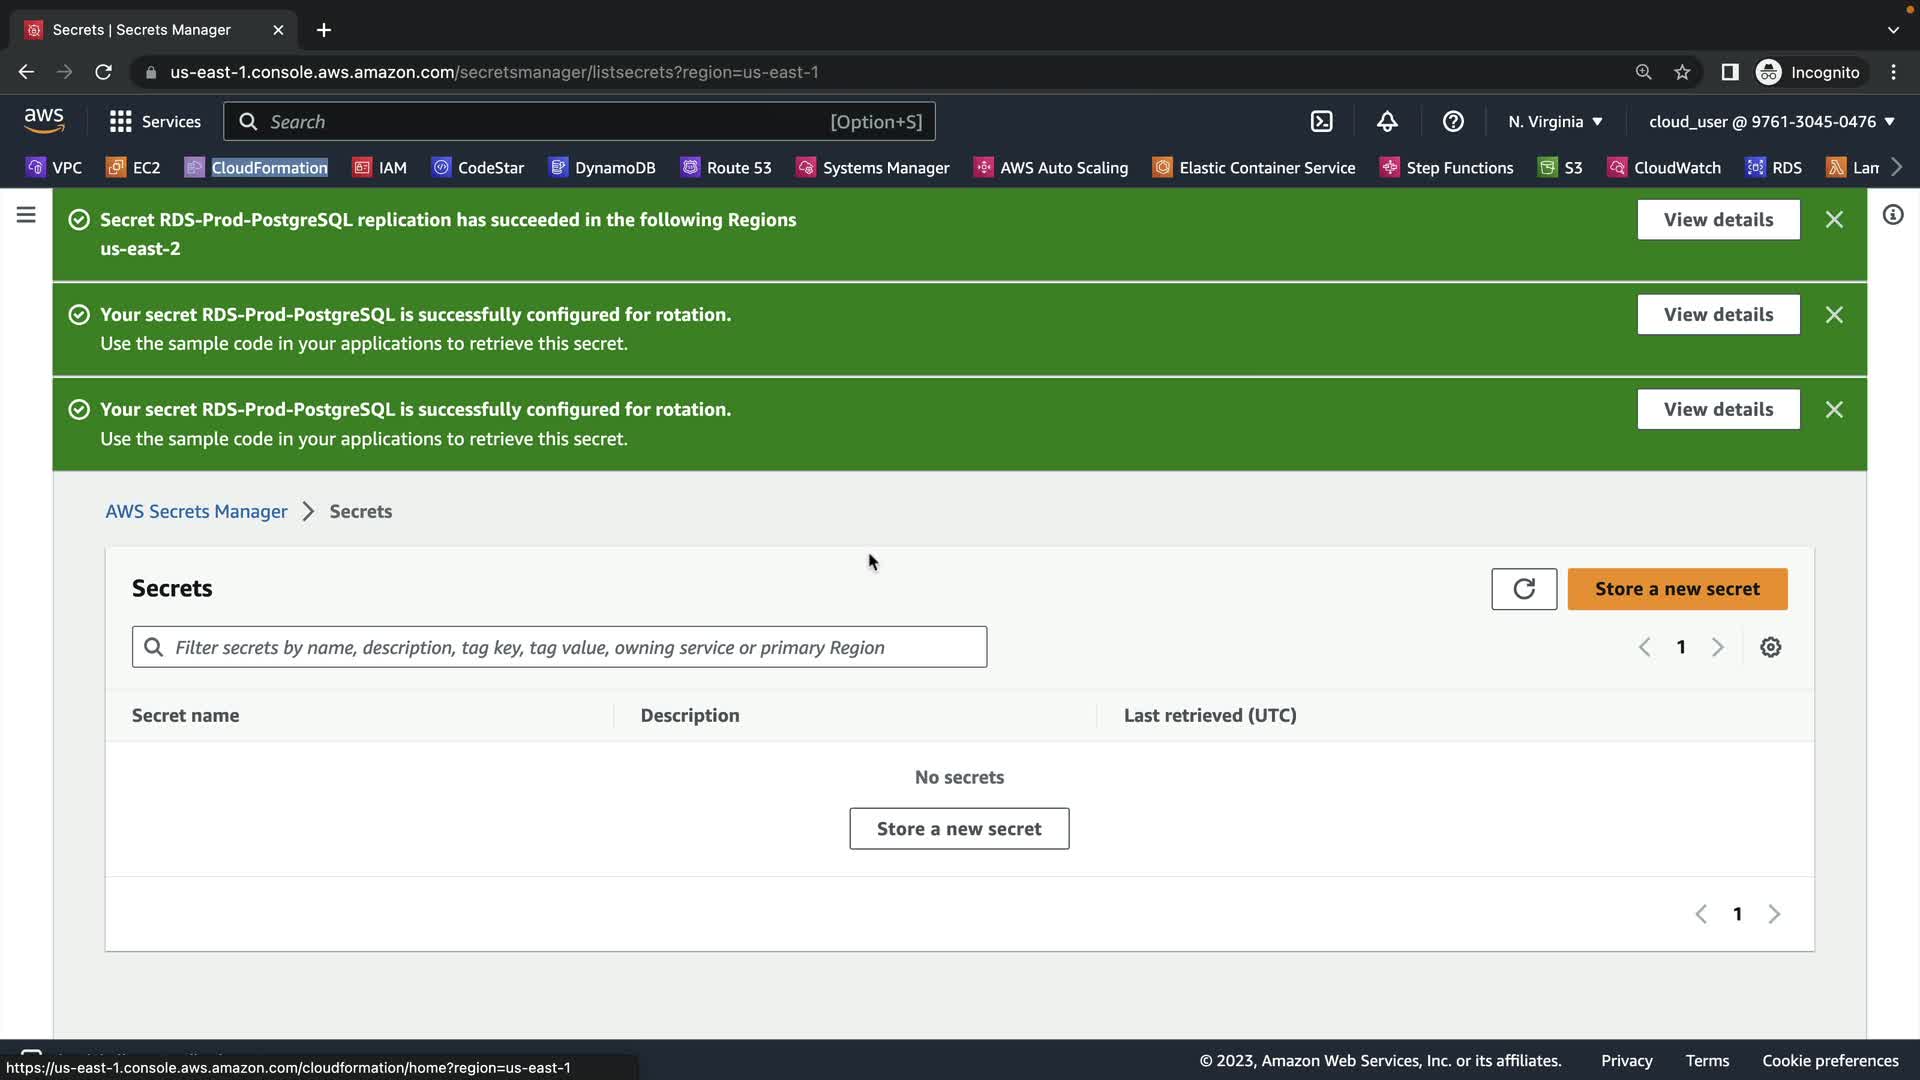 Secrets | Secrets Manager
us-east-1.console.aws.amazon.com/secretsmanager/listsecrets?region=us-east-1
Incognito
aws
Services
Search
[Option+S]
N. Virginia
cloud_user @ 9761-3045-0476
VPC
EC2
CloudFormation
IAM
CodeStar
DynamoDB
Route 53
Systems Manager
AWS Auto Scaling
Elastic Container Service
Step Functions
S3
CloudWatch
RDS
Lam
Secret RDS-Prod-PostgreSQL replication has succeeded in the following Regions
us-east-2
View details
Your secret RDS-Prod-PostgreSQL is successfully configured for rotation.
Use the sample code in your applications to retrieve this secret.
View details
Your secret RDS-Prod-PostgreSQL is successfully configured for rotation.
Use the sample code in your applications to retrieve this secret.
View details
AWS Secrets Manager
Secrets
Secrets
Store a new secret
Filter secrets by name, description, tag key, tag value, owning service or primary Region
1
Secret name
Description
Last retrieved (UTC)
No secrets
Store a new secret
1
© 2023, Amazon Web Services, Inc. or its affiliates.
Privacy
Terms
Cookie preferences
https://us-east-1.console.aws.amazon.com/cloudformation/home?region=us-east-1